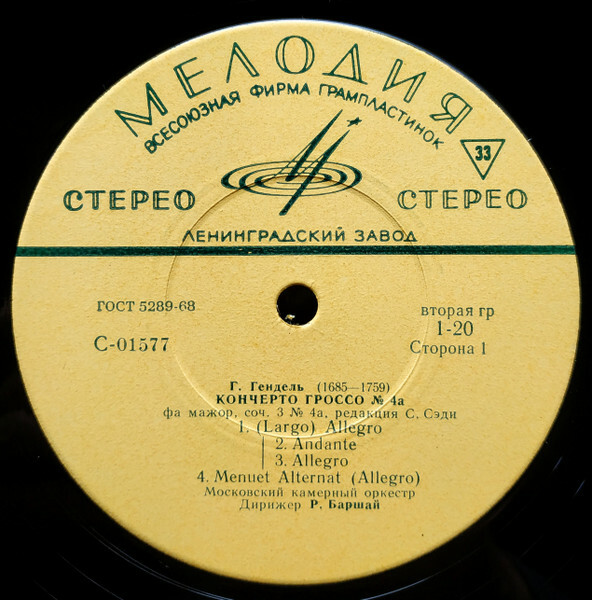 МЕЛОДИЯ
ВСЕСОЮЗНАЯ ФИРМА ГРАМПЛАСТИНОК
33
СТЕРЕО СТЕРЕО
ЛЕНИНГРАДСКИЙ ЗАВОД
ГОСТ 5289-68
С-01577
вторая гр
1-20
Сторона 1
Г. Гендель (1685—1759)
КОНЧЕРТО ГРОССО № 4а
фа мажор, соч. 3 № 4а, редакция С. Сэди
1. (Largo) Allegro
2. Andante
3. Allegro
4. Menuet Alternat (Allegro)
Московский камерный оркестр
Дирижер Р. Баршай